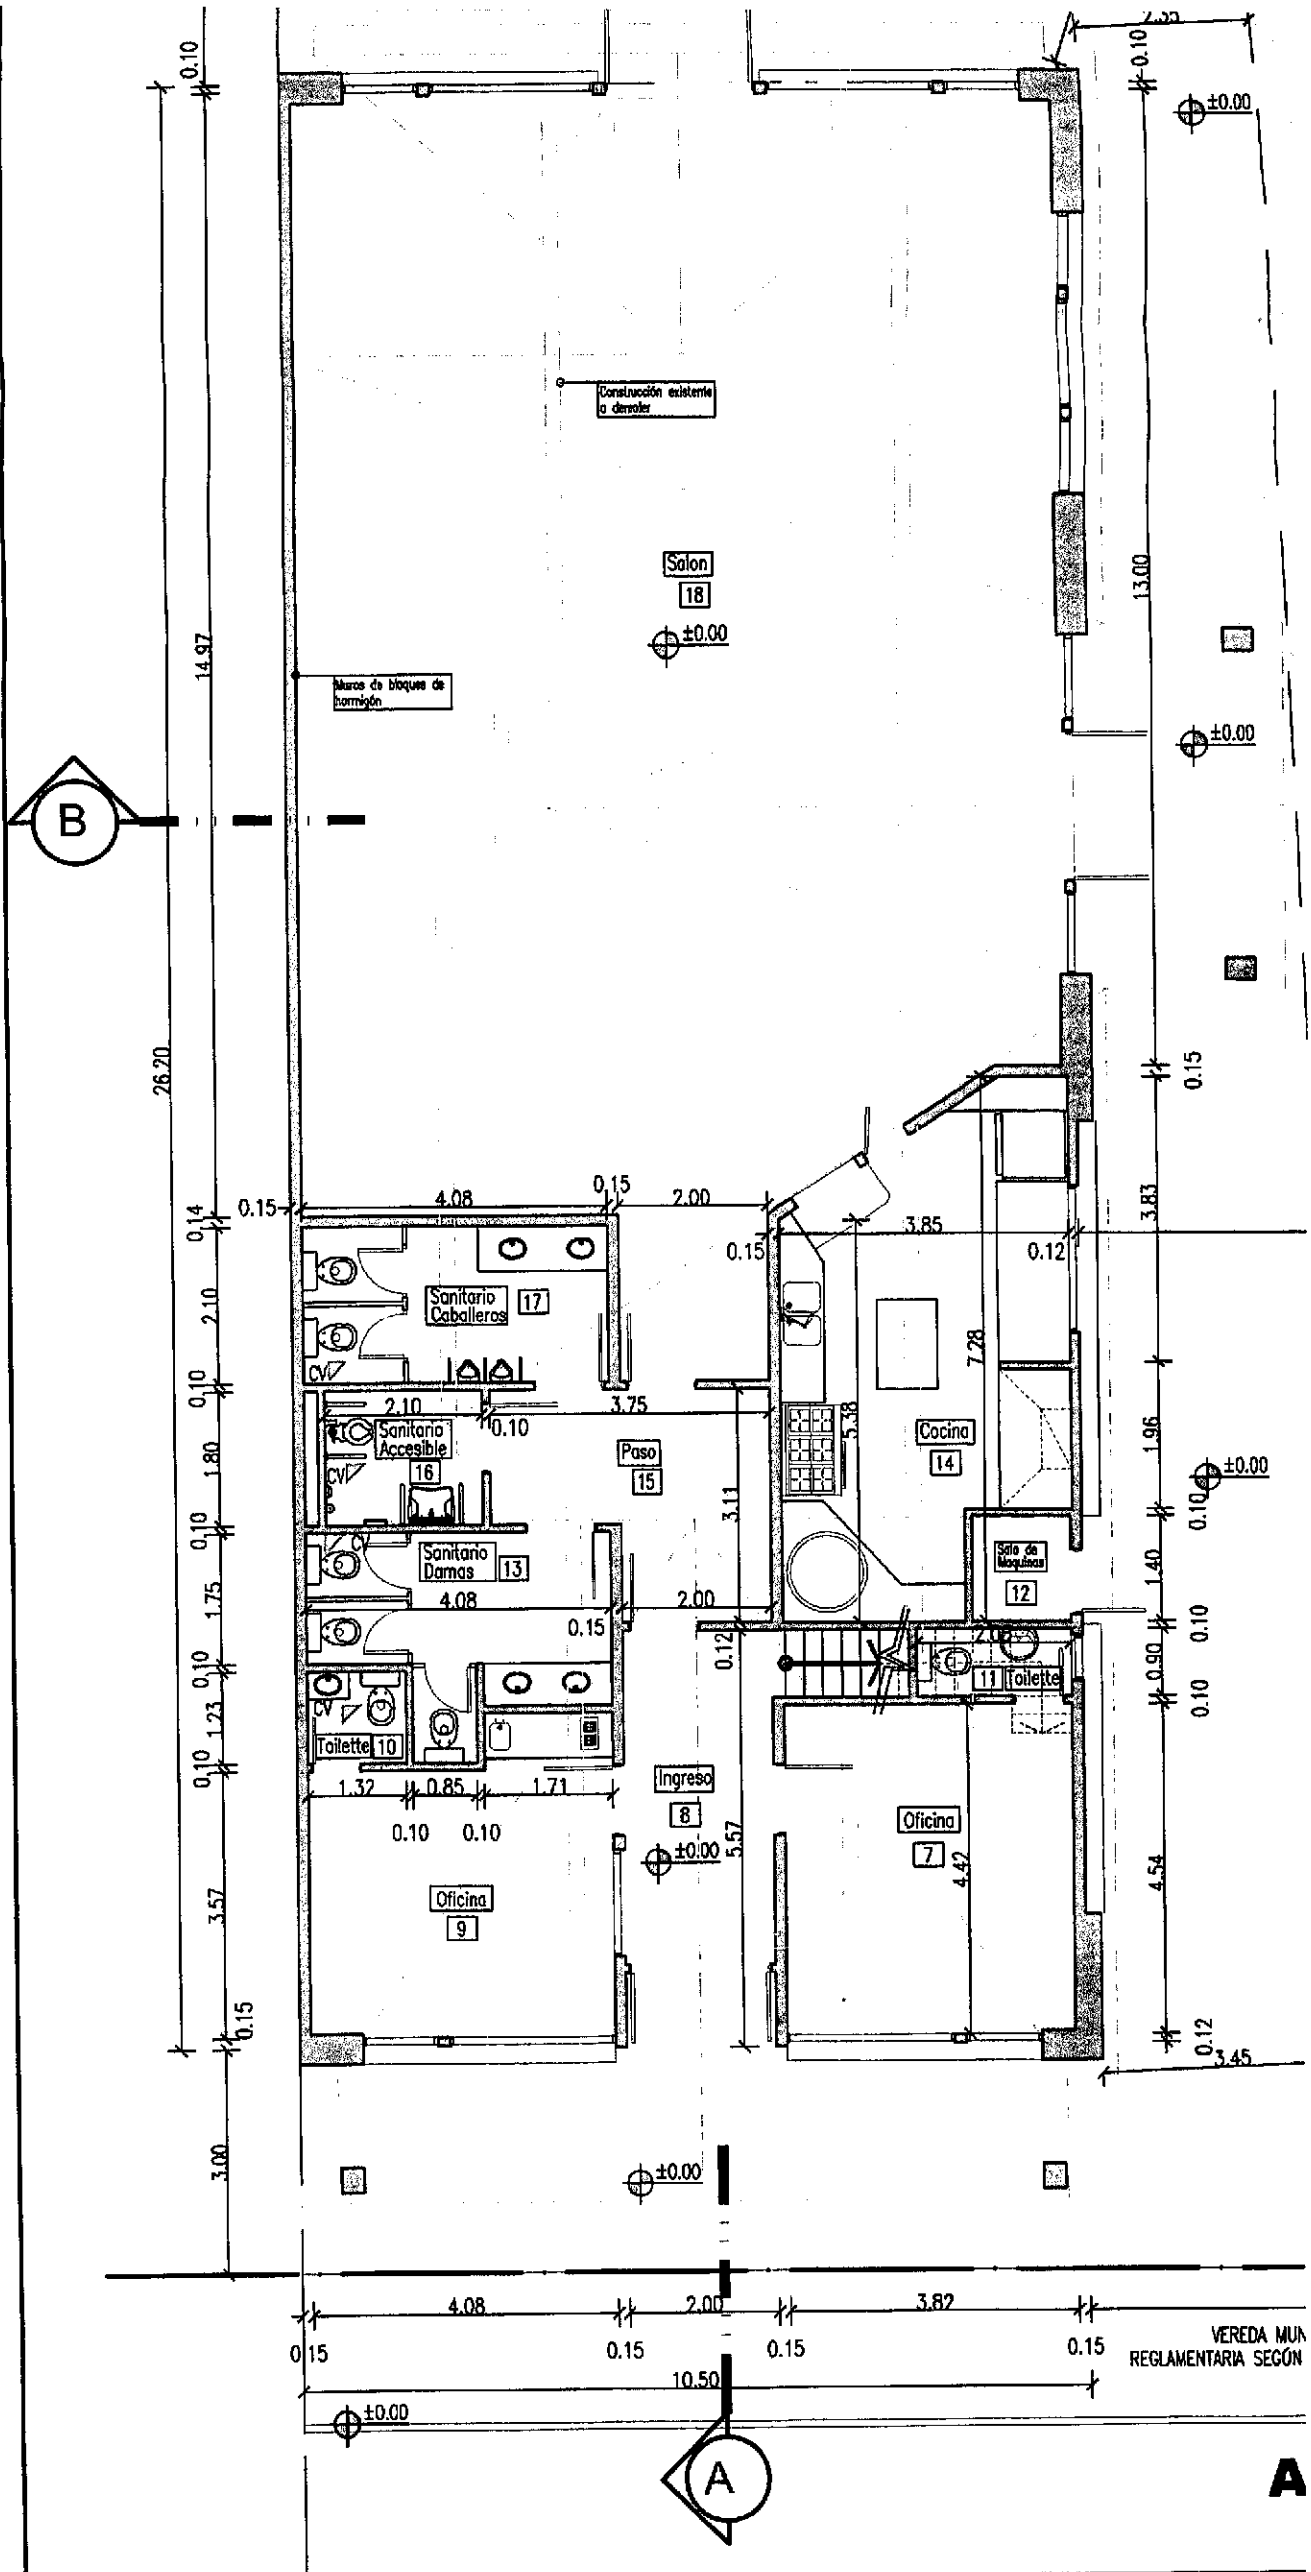 2.35
0.10
0.10
±0.00
Construcción existente
a demoler
Salon
18
±0.00
13.00
14.97
Muros de bloques de
hormigón
±0.00
B
26.20
0.15
0.14
0.15
4.08
0.15
2.00
3.83
3.85
0.15
0.12
2.10
Sanitario
Caballeros
17
CV
7.28
0.10
2.10
0.10
3.75
5.38
1.80
Sanitario
Accesible
16
CV
Paso
15
Cocina
14
1.96
±0.00
3.11
0.10
0.10
CV
Sanitario
Damas
13
Sala de
Maquinas
12
1.40
1.75
4.08
0.15
2.00
0.12
0.10
0.10
2.05
0.90
11
Toilette
0.10
1.23
CV
Toilette
10
0.10
1.32
0.85
1.71
0.10
0.10
Ingreso
8
±0.00
5.57
Oficina
7
4.42
4.54
3.57
Oficina
9
0.15
0.12
3.45
3.00
±0.00
4.08
2.00
3.82
0.15
0.15
0.15
0.15
VEREDA MUN
REGLAMENTARIA SEGÚN
10.50
±0.00
A
A